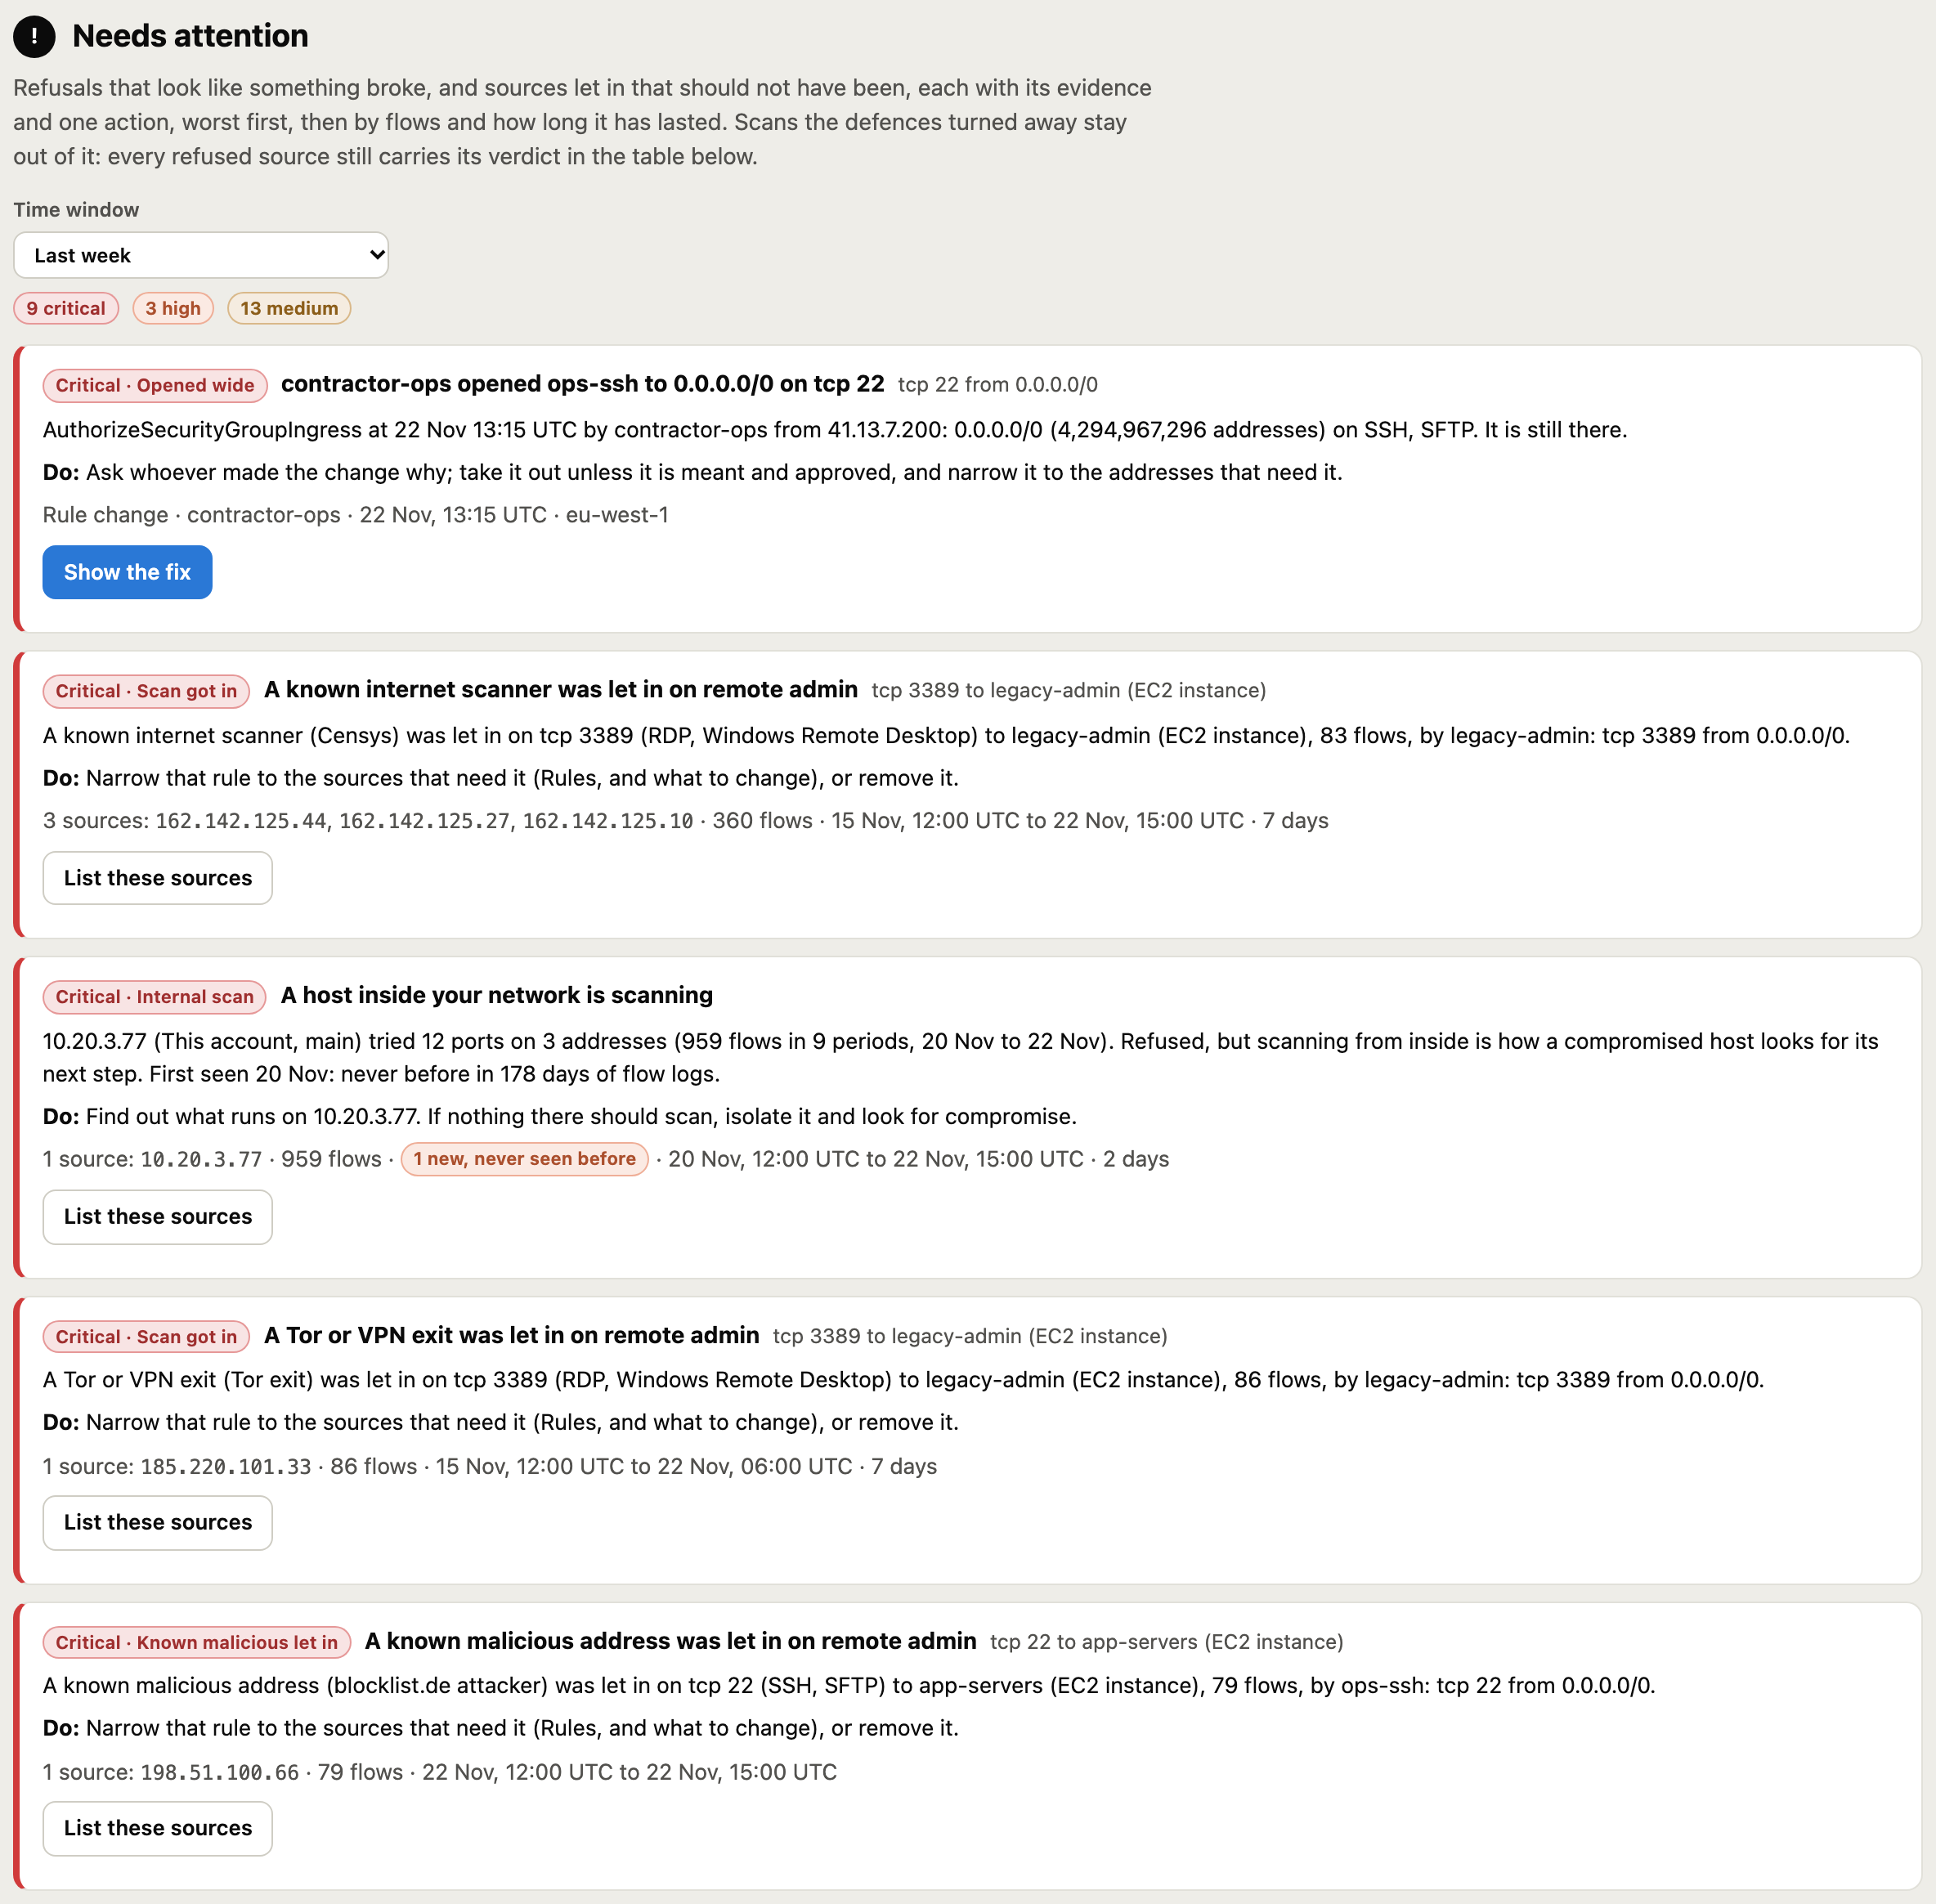 ! Needs attention
Refusals that look like something broke, and sources let in that should not have been, each with its evidence
and one action, worst first, then by flows and how long it has lasted. Scans the defences turned away stay
out of it: every refused source still carries its verdict in the table below.
Time window
Last week
9 critical 3 high 13 medium
Critical · Opened wide contractor-ops opened ops-ssh to 0.0.0.0/0 on tcp 22 tcp 22 from 0.0.0.0/0
AuthorizeSecurityGroupIngress at 22 Nov 13:15 UTC by contractor-ops from 41.13.7.200: 0.0.0.0/0 (4,294,967,296 addresses) on SSH, SFTP. It is still there.
Do: Ask whoever made the change why; take it out unless it is meant and approved, and narrow it to the addresses that need it.
Rule change · contractor-ops · 22 Nov, 13:15 UTC · eu-west-1
Show the fix
Critical · Scan got in A known internet scanner was let in on remote admin tcp 3389 to legacy-admin (EC2 instance)
A known internet scanner (Censys) was let in on tcp 3389 (RDP, Windows Remote Desktop) to legacy-admin (EC2 instance), 83 flows, by legacy-admin: tcp 3389 from 0.0.0.0/0.
Do: Narrow that rule to the sources that need it (Rules, and what to change), or remove it.
3 sources: 162.142.125.44, 162.142.125.27, 162.142.125.10 · 360 flows · 15 Nov, 12:00 UTC to 22 Nov, 15:00 UTC · 7 days
List these sources
Critical · Internal scan A host inside your network is scanning
10.20.3.77 (This account, main) tried 12 ports on 3 addresses (959 flows in 9 periods, 20 Nov to 22 Nov). Refused, but scanning from inside is how a compromised host looks for its
next step. First seen 20 Nov: never before in 178 days of flow logs.
Do: Find out what runs on 10.20.3.77. If nothing there should scan, isolate it and look for compromise.
1 source: 10.20.3.77 · 959 flows · 1 new, never seen before · 20 Nov, 12:00 UTC to 22 Nov, 15:00 UTC · 2 days
List these sources
Critical · Scan got in A Tor or VPN exit was let in on remote admin tcp 3389 to legacy-admin (EC2 instance)
A Tor or VPN exit (Tor exit) was let in on tcp 3389 (RDP, Windows Remote Desktop) to legacy-admin (EC2 instance), 86 flows, by legacy-admin: tcp 3389 from 0.0.0.0/0.
Do: Narrow that rule to the sources that need it (Rules, and what to change), or remove it.
1 source: 185.220.101.33 · 86 flows · 15 Nov, 12:00 UTC to 22 Nov, 06:00 UTC · 7 days
List these sources
Critical · Known malicious let in A known malicious address was let in on remote admin tcp 22 to app-servers (EC2 instance)
A known malicious address (blocklist.de attacker) was let in on tcp 22 (SSH, SFTP) to app-servers (EC2 instance), 79 flows, by ops-ssh: tcp 22 from 0.0.0.0/0.
Do: Narrow that rule to the sources that need it (Rules, and what to change), or remove it.
1 source: 198.51.100.66 · 79 flows · 22 Nov, 12:00 UTC to 22 Nov, 15:00 UTC
List these sources